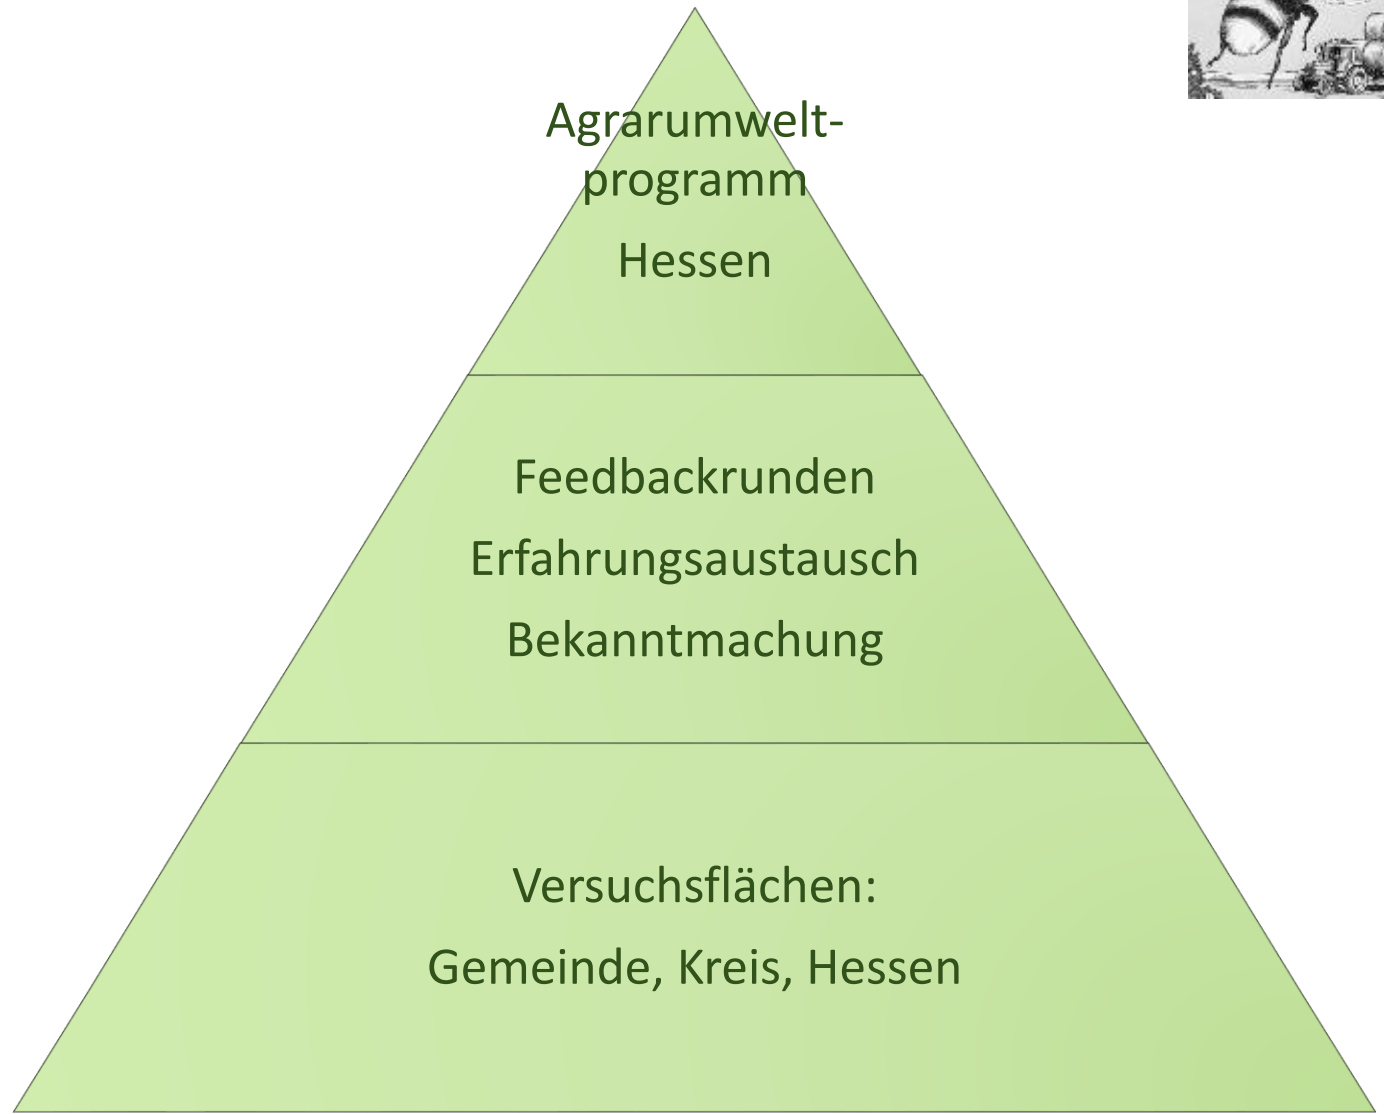 Agrarumwelt-
programm
Hessen
Feedbackrunden
Erfahrungsaustausch
Bekanntmachung
Versuchsflächen:
Gemeinde, Kreis, Hessen